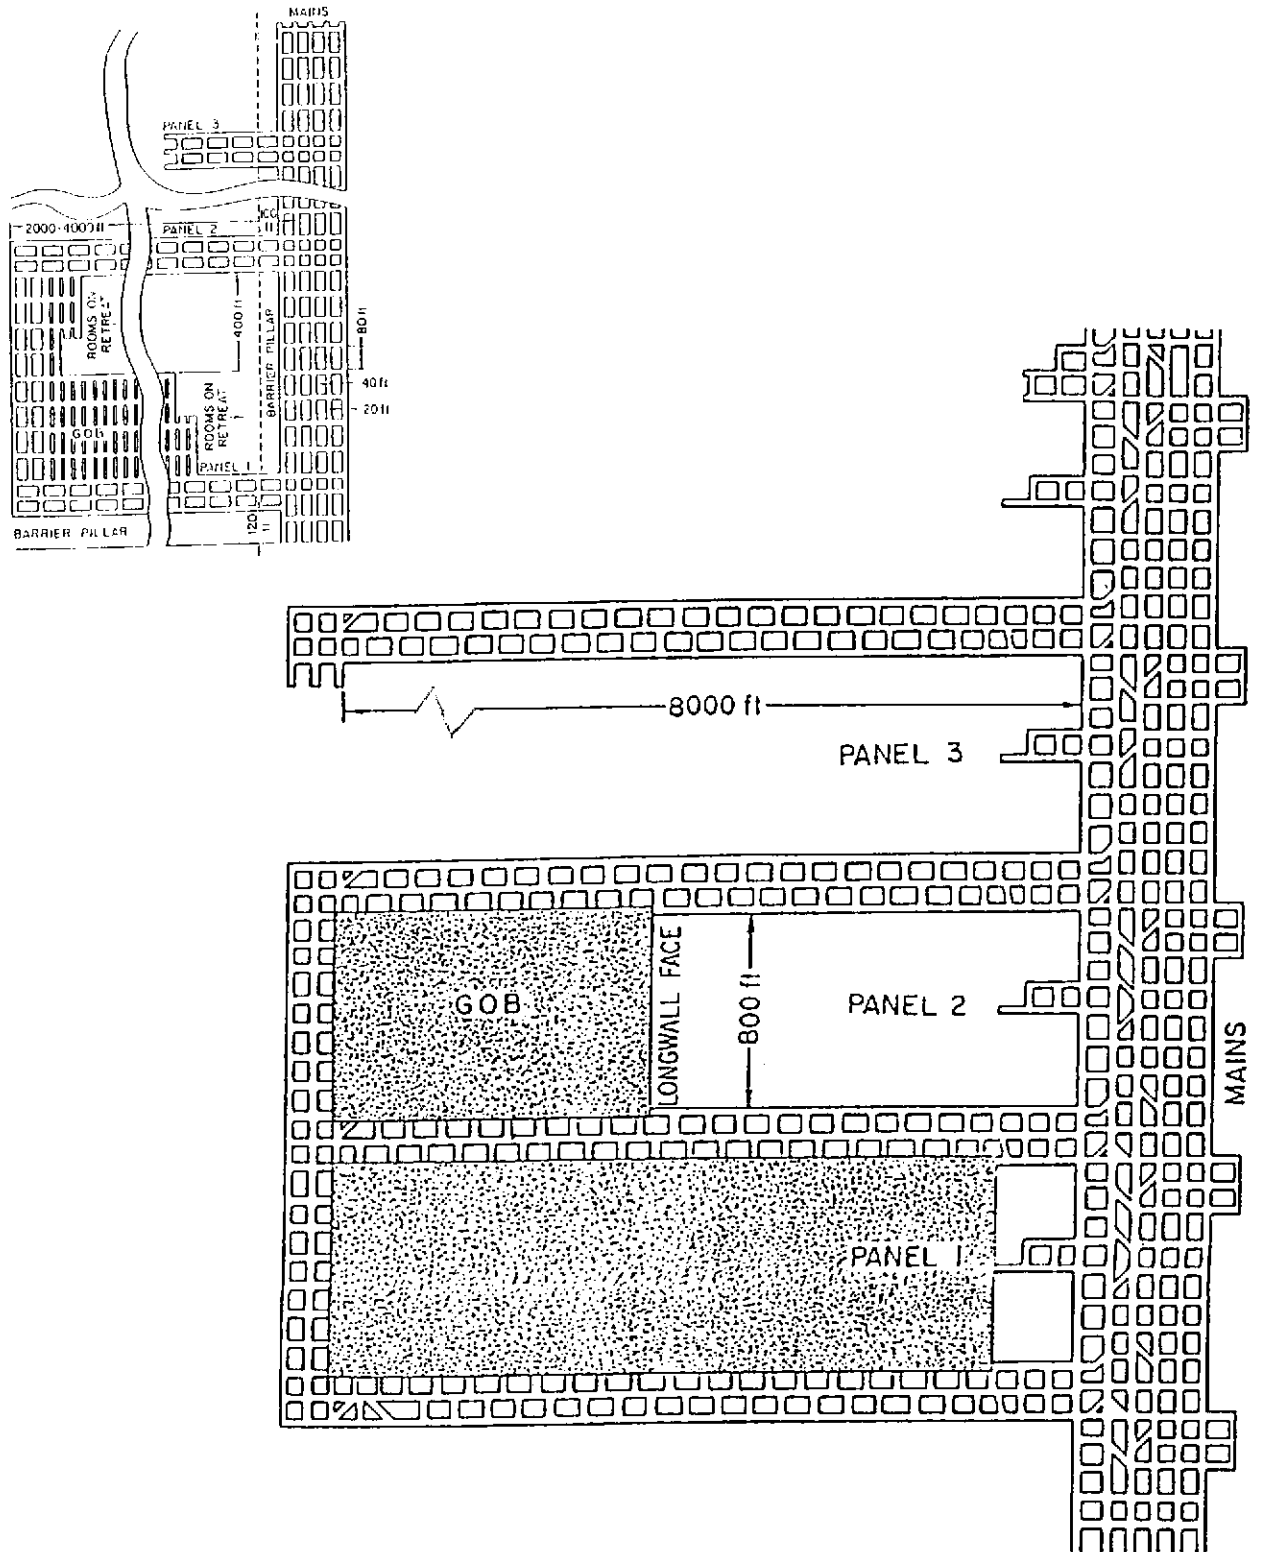 MAINS
PANEL 3
2000-4000 ft
PANEL 2
ROOMS ON
RETREAT
400 ft
BARRIER PILLAR
80 ft
40 ft
20 ft
GOB
ROOMS ON
RETREAT
PANEL 1
BARRIER PILLAR
120
ft
8000 ft
PANEL 3
GOB
LONGWALL FACE
800 ft
PANEL 2
MAINS
PANEL 1